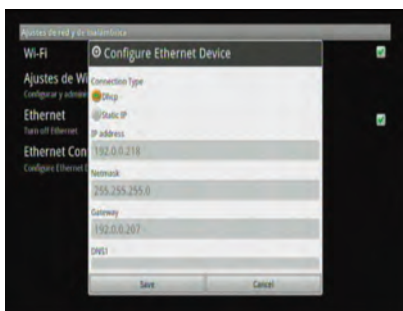 Ajustes de red y de
Wi-Fi
Configure Ethernet Device
Ajustes de Wi
Configurar y admin
Connection Type
Dhcp
Static IP
Ethernet
Turn off Ethernet
IP address
192.0.0.218
Ethernet Con
Configure Ethernet D
Netmask
255.255.255.0
Gateway
192.0.0.207
DNS1
Save
Cancel